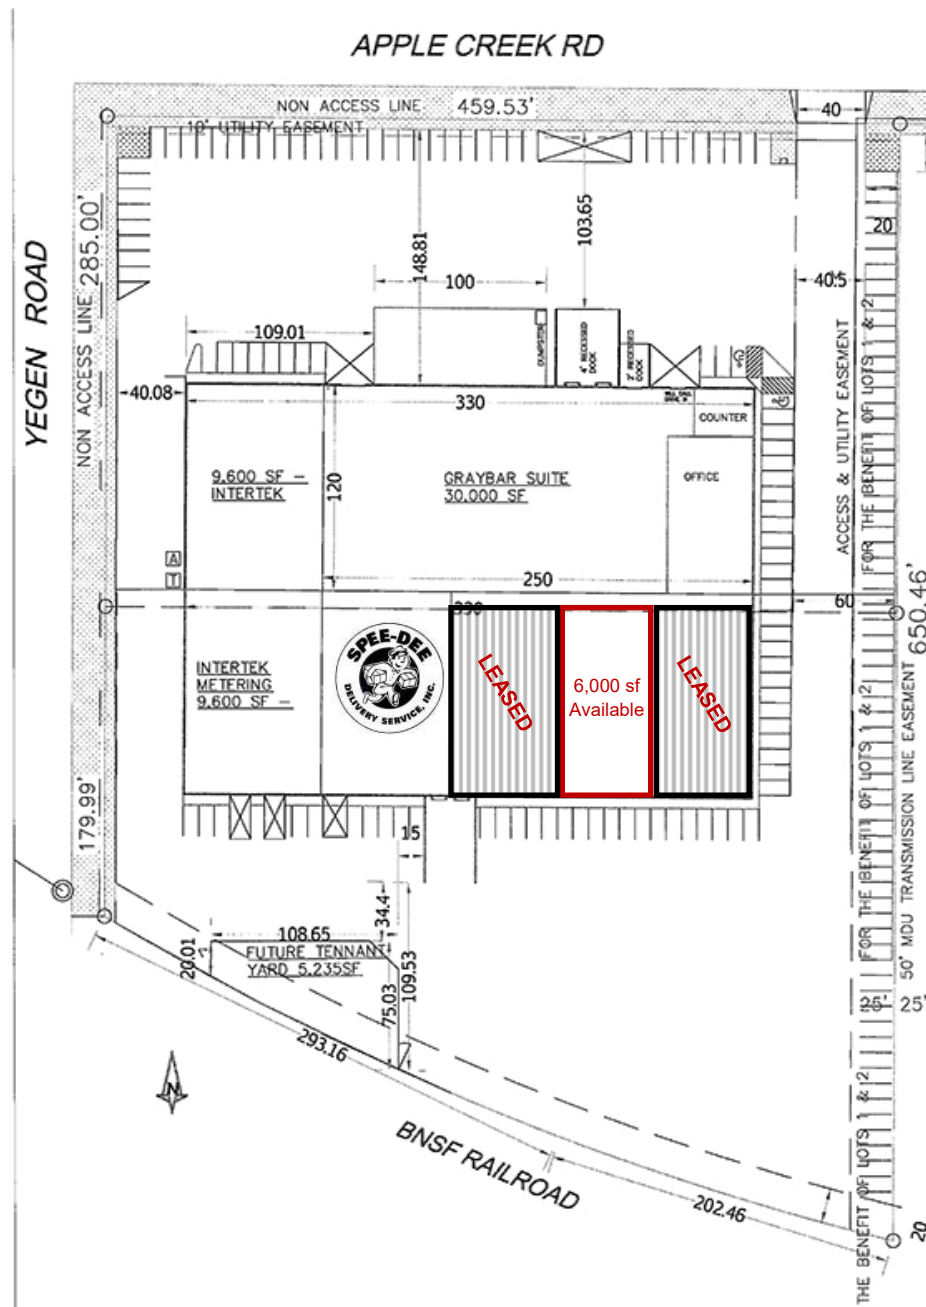 APPLE CREEK RD
NON ACCESS LINE 459.53'
10' UTILITY EASEMENT
40
YEGEN ROAD
NON ACCESS LINE 285.00'
148.81
103.65
20
100
40.5
109.01
DUMPSTER
4' RECESSED
DOCK
2' RECESSED
DOCK
40.08
330
COUNTER
9,600 SF –
INTERTEK
120
GRAYBAR SUITE
30,000 SF
OFFICE
ACCESS & UTILITY EASEMENT
FOR THE BENEFIT OF LOTS 1 & 2
A
T
250
330
60
650.46'
INTERTEK
METERING
9,600 SF –
SPEE-DEE
DELIVERY SERVICE, INC.
LEASED
6,000 sf
Available
LEASED
179.99'
15
FOR THE BENEFIT OF LOTS 1 & 2
50' MDU TRANSMISSION LINE EASEMENT
34.4
108.65
20.01
FUTURE TENNANT
YARD 5,235SF
109.53
75.03
25' 25'
293.16
N
BNSF RAILROAD
202.46
THE BENEFIT OF LOTS 1 & 2
20